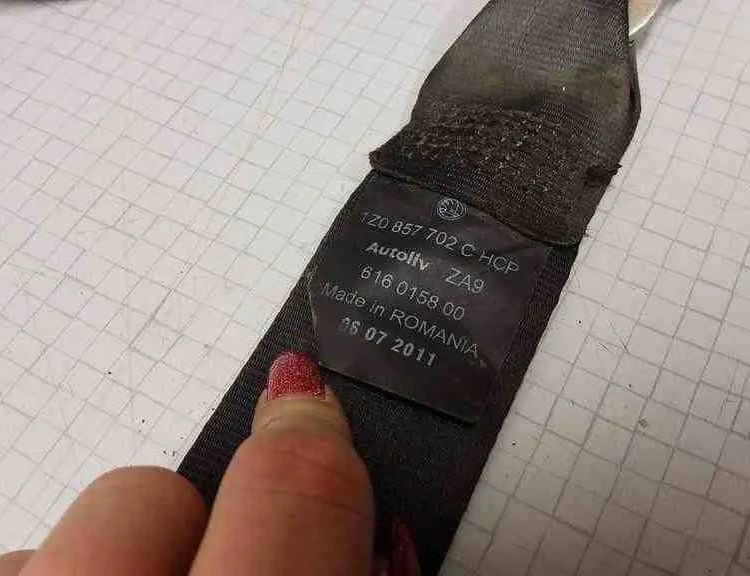 1Z0 857 702 C HCP
Autoliv ZA9
616 0158 00
Made in ROMANIA
06 07 2011